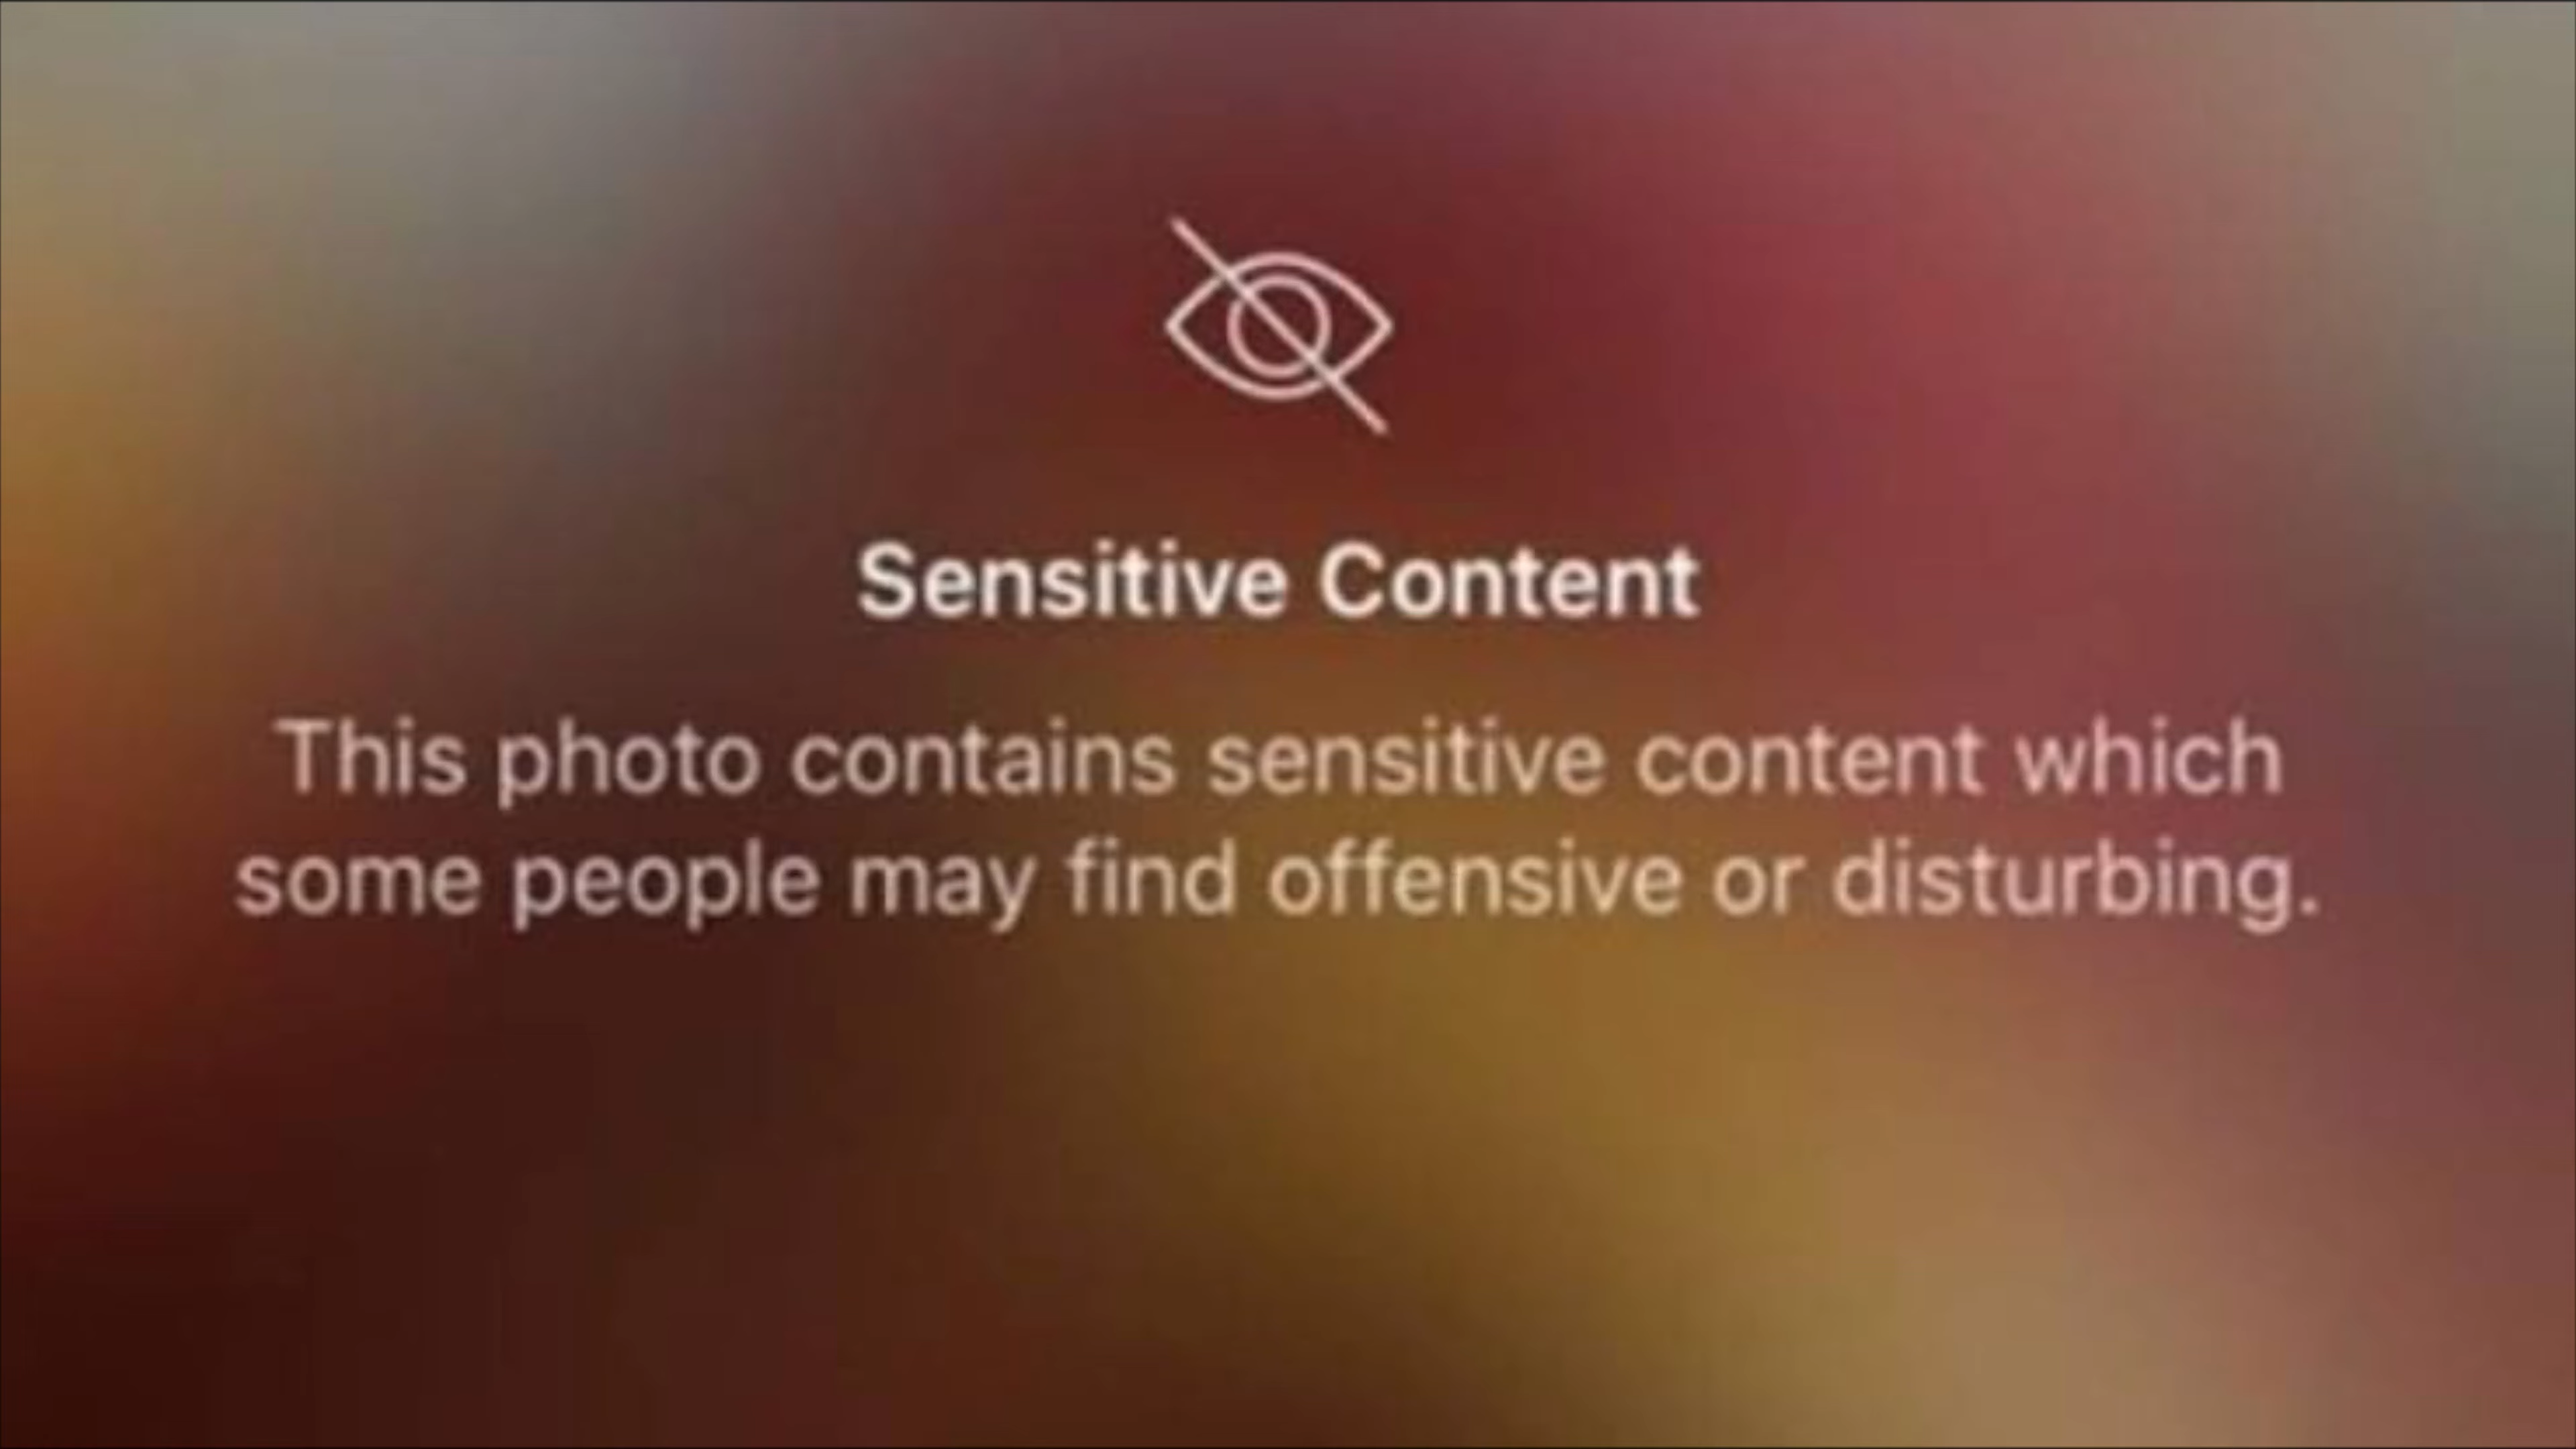 Sensitive Content
This photo contains sensitive content which
some people may find offensive or disturbing.